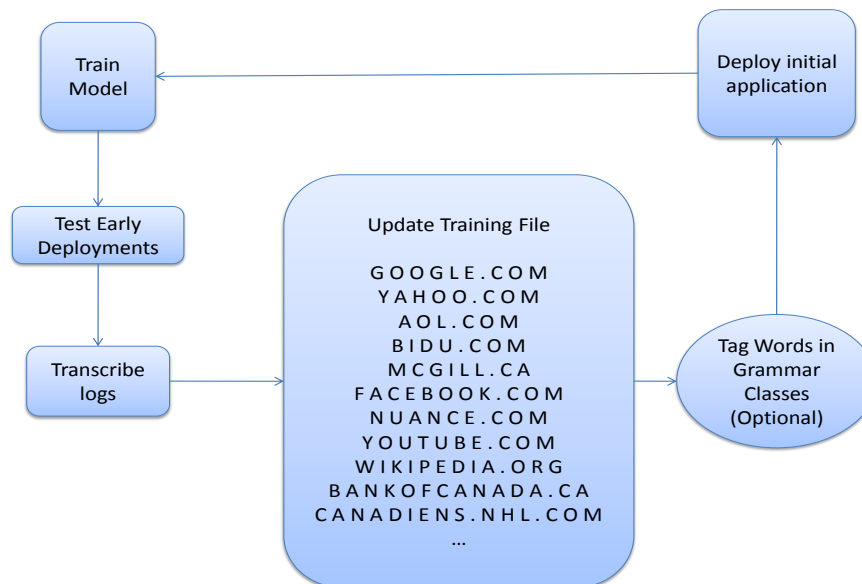 Train
Model
Deploy initial
application
Test Early
Deployments
Transcribe
logs
Update Training File
G O O G L E . C O M
Y A H O O . C O M
A O L . C O M
B I D U . C O M
M C G I L L . C A
F A C E B O O K . C O M
N U A N C E . C O M
Y O U T U B E . C O M
W I K I P E D I A . O R G
B A N K O F C A N A D A . C A
C A N A D I E N S . N H L . C O M
…
Tag Words in
Grammar
Classes
(Optional)